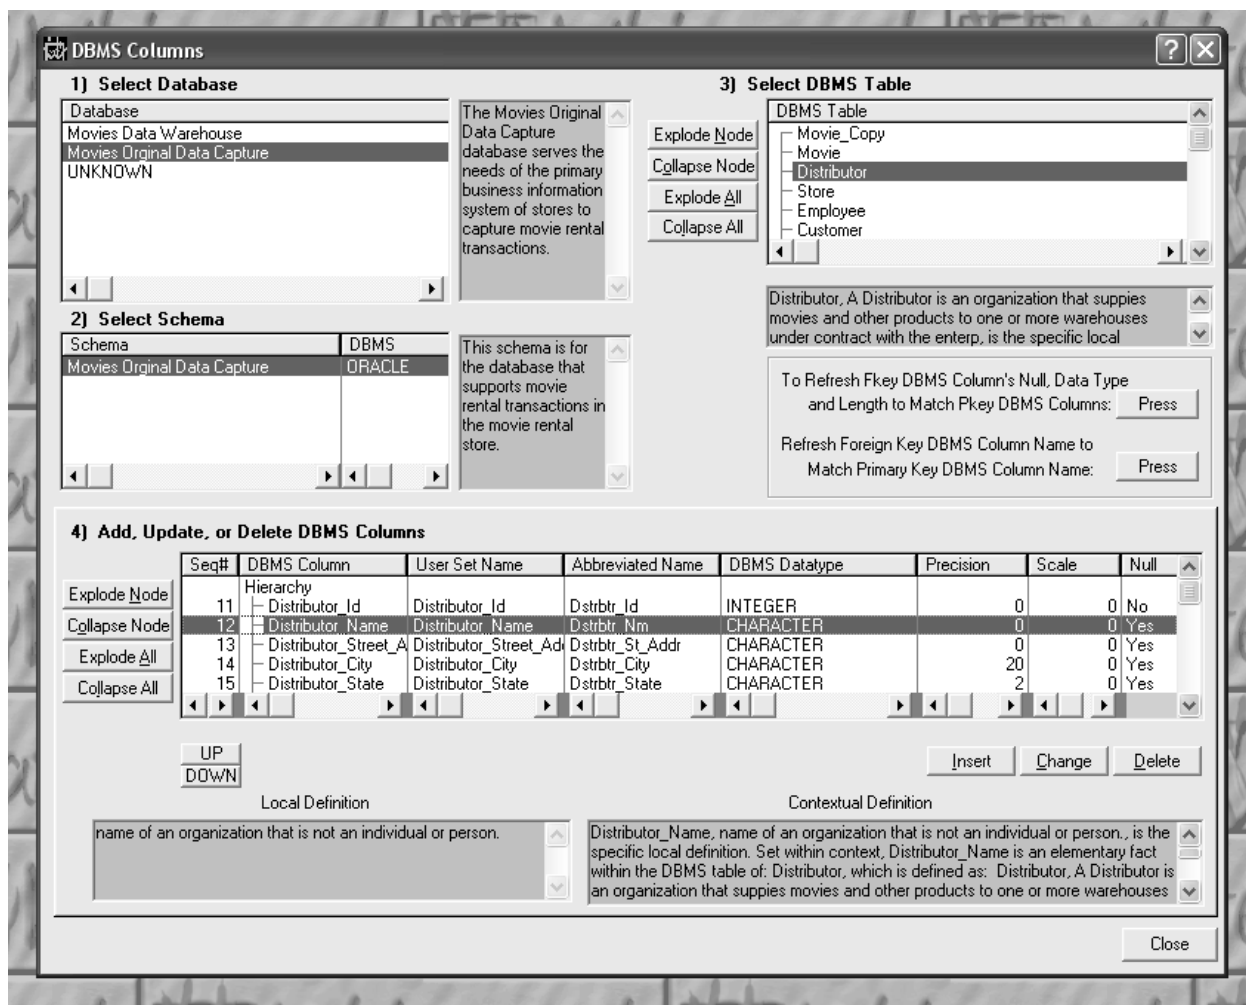 DBMS Columns
1) Select Database
Database
Movies Data Warehouse
Movies Orginal Data Capture
UNKNOWN
The Movies Original
Data Capture
database serves the
needs of the primary
business information
system of stores to
capture movie rental
transactions.
2) Select Schema
Schema DBMS
Movies Orginal Data Capture ORACLE
This schema is for
the database that
supports movie
rental transactions in
the movie rental
store.
3) Select DBMS Table
Explode Node
Collapse Node
Explode All
Collapse All
DBMS Table
Movie_Copy
Movie
Distributor
Store
Employee
Customer
Distributor, A Distributor is an organization that suppies
movies and other products to one or more warehouses
under contract with the enterp, is the specific local
To Refresh Fkey DBMS Column's Null, Data Type
and Length to Match Pkey DBMS Columns: Press
Refresh Foreign Key DBMS Column Name to
Match Primary Key DBMS Column Name: Press
4) Add, Update, or Delete DBMS Columns
Explode Node
Collapse Node
Explode All
Collapse All
Seq# DBMS Column User Set Name Abbreviated Name DBMS Datatype Precision Scale Null
Hierarchy
11 Distributor_Id Distributor_Id Dstrbtr_Id INTEGER 0 0 No
12 Distributor_Name Distributor_Name Dstrbtr_Nm CHARACTER 0 0 Yes
13 Distributor_Street_A Distributor_Street_Ad Dstrbtr_St_Addr CHARACTER 0 0 Yes
14 Distributor_City Distributor_City Dstrbtr_City CHARACTER 20 0 Yes
15 Distributor_State Distributor_State Dstrbtr_State CHARACTER 2 0 Yes
UP
DOWN
Insert Change Delete
Local Definition
name of an organization that is not an individual or person.
Contextual Definition
Distributor_Name, name of an organization that is not an individual or person., is the
specific local definition. Set within context, Distributor_Name is an elementary fact
within the DBMS table of: Distributor, which is defined as: Distributor, A Distributor is
an organization that suppies movies and other products to one or more warehouses
Close